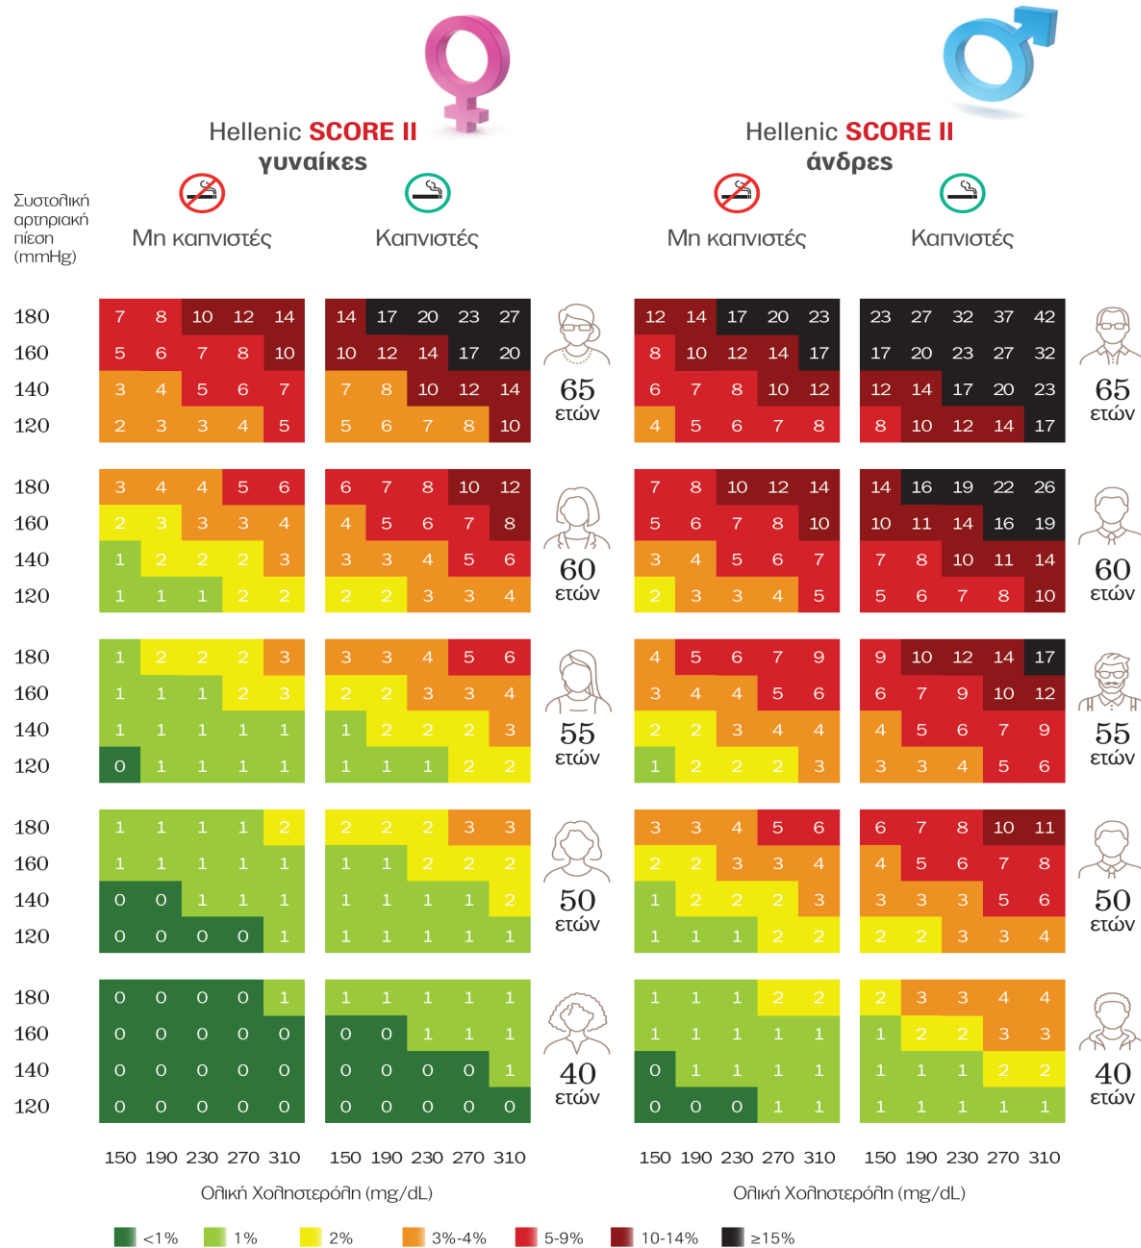 Hellenic SCORE II
γυναίκες
Hellenic SCORE II
άνδρες
Συστολική
αρτηριακή
πίεση
(mmHg)
Μη καπνιστές
Καπνιστές
Μη καπνιστές
Καπνιστές
180 7 8 10 12 14 14 17 20 23 27 12 14 17 20 23 23 27 32 37 42
160 5 6 7 8 10 10 12 14 17 20 8 10 12 14 17 17 20 23 27 32
140 3 4 5 6 7 7 8 10 12 14 65 6 7 8 10 12 12 14 17 20 23 65
120 2 3 3 4 5 5 6 7 8 10 ετών 4 5 6 7 8 8 10 12 14 17 ετών
180 3 4 4 5 6 6 7 8 10 12 7 8 10 12 14 14 16 19 22 26
160 2 3 3 3 4 4 5 6 7 8 5 6 7 8 10 10 11 14 16 19
140 1 2 2 2 3 3 3 4 5 6 60 3 4 5 6 7 7 8 10 11 14 60
120 1 1 1 2 2 2 2 3 3 4 ετών 2 3 3 4 5 5 6 7 8 10 ετών
180 1 2 2 2 3 3 3 4 5 6 4 5 6 7 9 9 10 12 14 17
160 1 1 1 2 3 2 2 3 3 4 3 4 4 5 6 6 7 9 10 12
140 1 1 1 1 1 1 2 2 2 3 55 2 2 3 4 4 4 5 6 7 9 55
120 0 1 1 1 1 1 1 1 2 2 ετών 1 2 2 2 3 3 3 4 5 6 ετών
180 1 1 1 1 2 2 2 2 3 3 3 3 4 5 6 6 7 8 10 11
160 1 1 1 1 1 1 1 2 2 2 2 2 3 3 4 4 5 6 7 8
140 0 0 1 1 1 1 1 1 1 2 50 1 2 2 2 3 3 3 3 5 6 50
120 0 0 0 0 1 1 1 1 1 1 ετών 1 1 1 2 2 2 2 3 3 4 ετών
180 0 0 0 0 1 1 1 1 1 1 1 1 1 2 2 2 3 3 4 4
160 0 0 0 0 0 0 0 1 1 1 1 1 1 1 1 1 2 2 3 3
140 0 0 0 0 0 0 0 0 0 1 40 0 1 1 1 1 1 1 1 2 2 40
120 0 0 0 0 0 0 0 0 0 0 ετών 0 0 0 1 1 1 1 1 1 1 ετών
150 190 230 270 310 150 190 230 270 310 150 190 230 270 310 150 190 230 270 310
Ολική Χοληστερόλη (mg/dL)
Ολική Χοληστερόλη (mg/dL)
<1% 1% 2% 3%-4% 5-9% 10-14% ≥15%